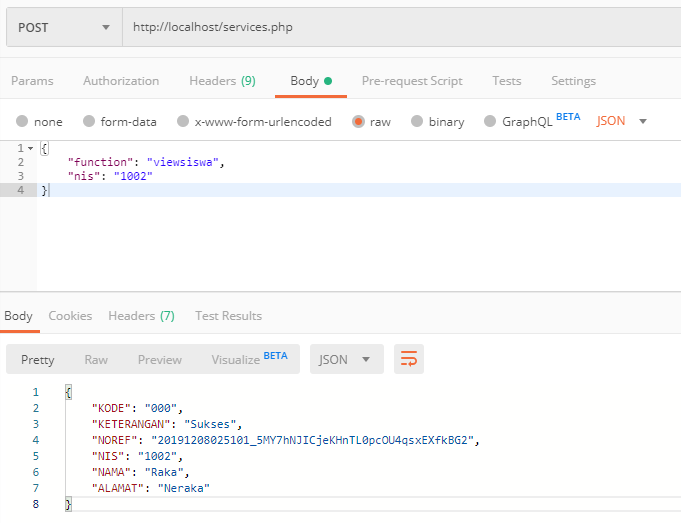 POST http://localhost/services.php
Params Authorization Headers (9) Body Pre-request Script Tests Settings
none form-data x-www-form-urlencoded raw binary GraphQL BETA JSON
1 {
2 "function": "viewsiswa",
3 "nis": "1002"
4 }
Body Cookies Headers (7) Test Results
Pretty Raw Preview Visualize BETA JSON
1 {
2 "KODE": "000",
3 "KETERANGAN": "Sukses",
4 "NOREF": "20191208025101_5MY7hNJICjeKHnTL0pcOU4qsxEXfkBG2",
5 "NIS": "1002",
6 "NAMA": "Raka",
7 "ALAMAT": "Neraka"
8 }